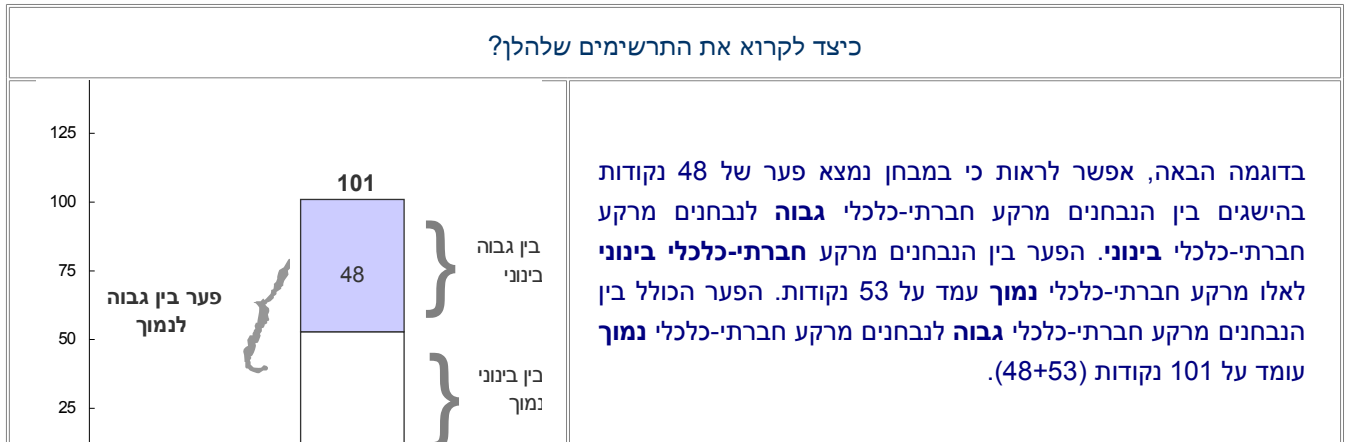 כיצד לקרוא את התרשימים שלהלן?
בדוגמה הבאה, אפשר לראות כי במבחן נמצא פער של 48 נקודות
בהישגים בין הנבחנים מרקע חברתי-כלכלי גבוה לנבחנים מרקע
חברתי-כלכלי בינוני. הפער בין הנבחנים מרקע חברתי-כלכלי בינוני
לאלו מרקע חברתי-כלכלי נמוך עמד על 53 נקודות. הפער הכולל בין
הנבחנים מרקע חברתי-כלכלי גבוה לנבחנים מרקע חברתי-כלכלי נמוך
עומד על 101 נקודות (48+53).
125
100
75
50
25
101
48
פער בין גבוה
לנמוך
בין גבוה
בינוני
בין בינוני
נמוך